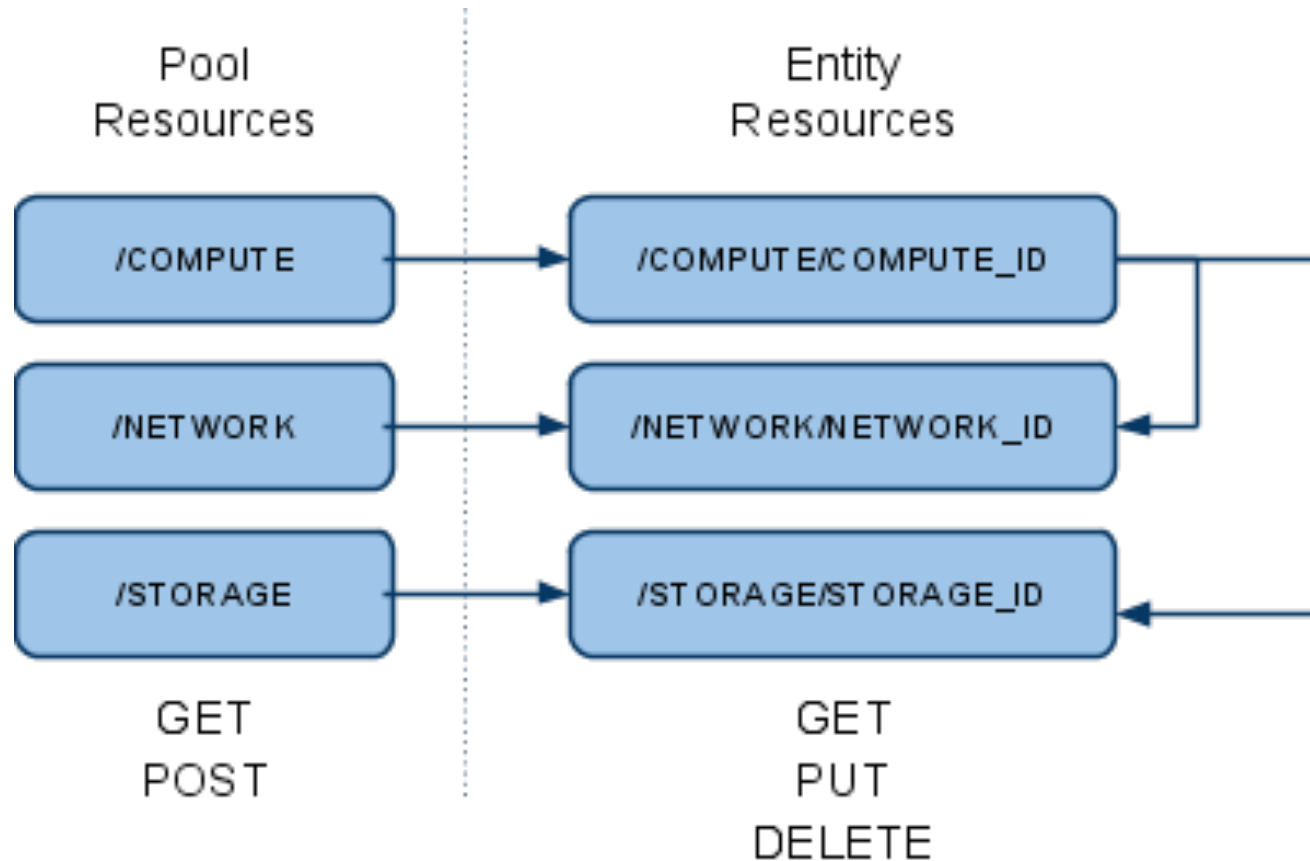 Pool
Resources
Entity
Resources
/COMPUTE
/COMPUTE/COMPUTE_ID
/NETWORK
/NETWORK/NETWORK_ID
/STORAGE
/STORAGE/STORAGE_ID
GET
POST
GET
PUT
DELETE